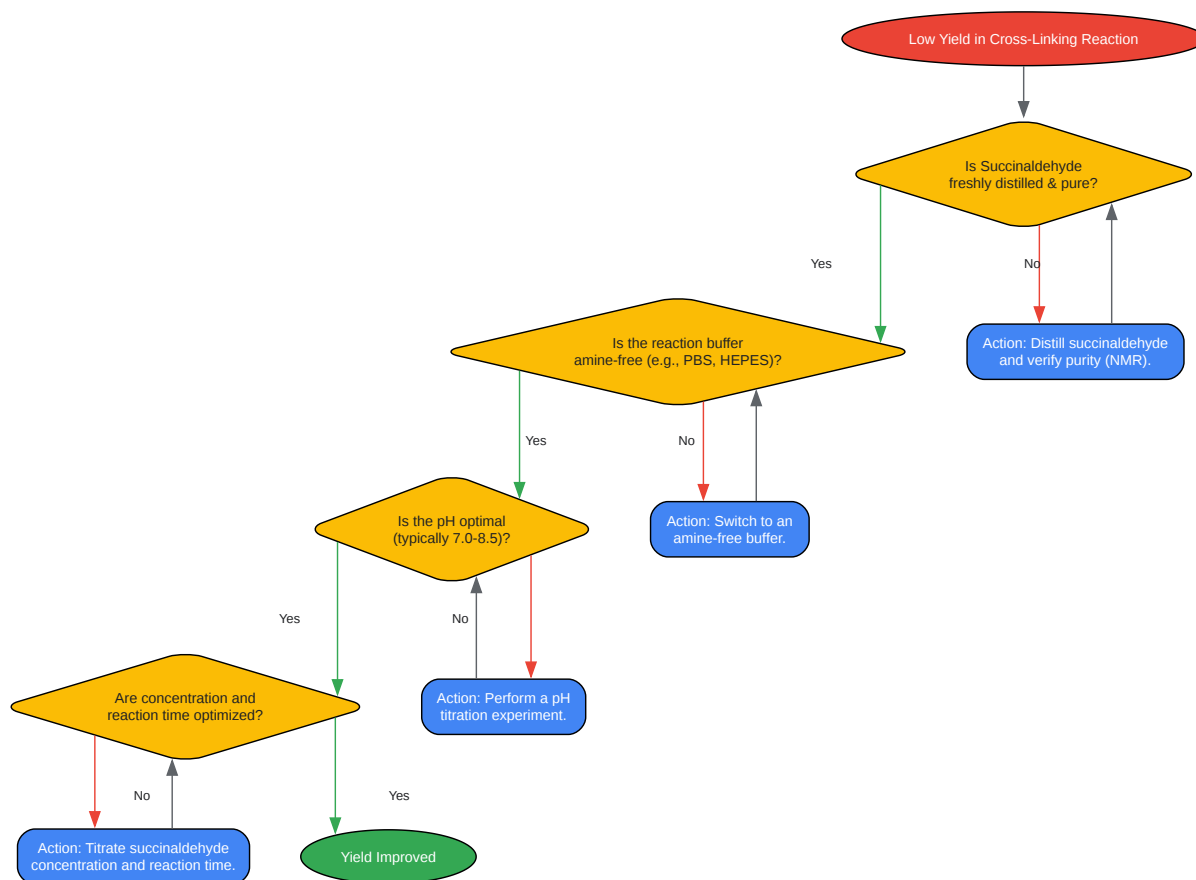 Low Yield in Cross-Linking Reaction
Is Succinaldehyde
freshly distilled & pure?
Yes
No
Is the reaction buffer
amine-free (e.g., PBS, HEPES)?
Action: Distill succinaldehyde
and verify purity (NMR).
Yes
No
Is the pH optimal
(typically 7.0-8.5)?
Action: Switch to an
amine-free buffer.
Yes
No
Are concentration and
reaction time optimized?
Action: Perform a pH
titration experiment.
No
Yes
Action: Titrate succinaldehyde
concentration and reaction time.
Yield Improved